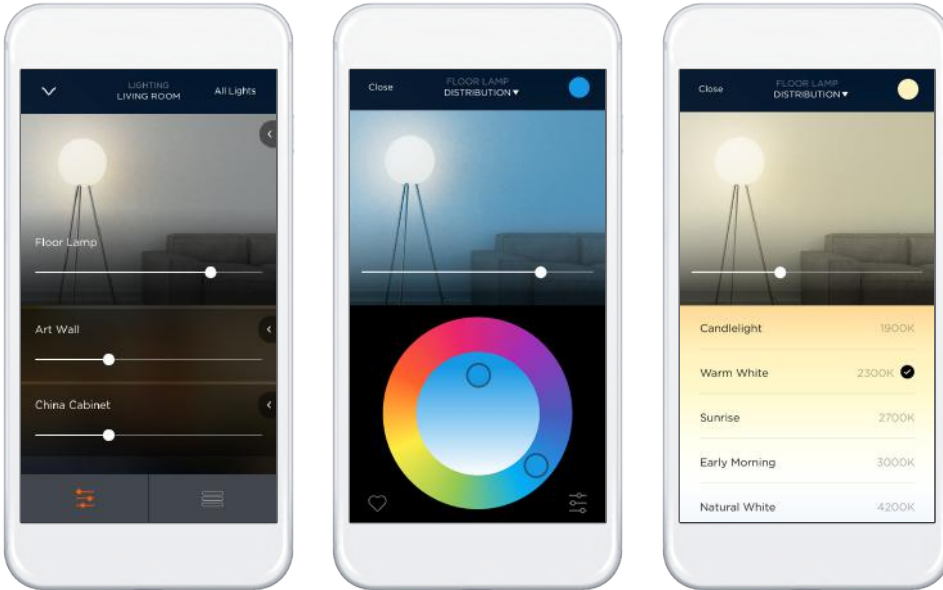 LIGHTING
LIVING ROOM
All Lights
Floor Lamp
Art Wall
China Cabinet
Close
FLOOR LAMP
DISTRIBUTION▼
Close
FLOOR LAMP
DISTRIBUTION▼
Candlelight 1900K
Warm White 2300K
Sunrise 2700K
Early Morning 3000K
Natural White 4200K